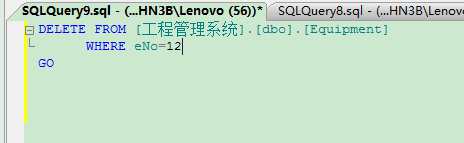 SQLQuery9.sql - (...HN3B\Lenovo (56))* SQLQuery8.sql - (...HN3B\Lenovo
DELETE FROM [工程管理系统].[dbo].[Equipment]
WHERE eNo=12
GO